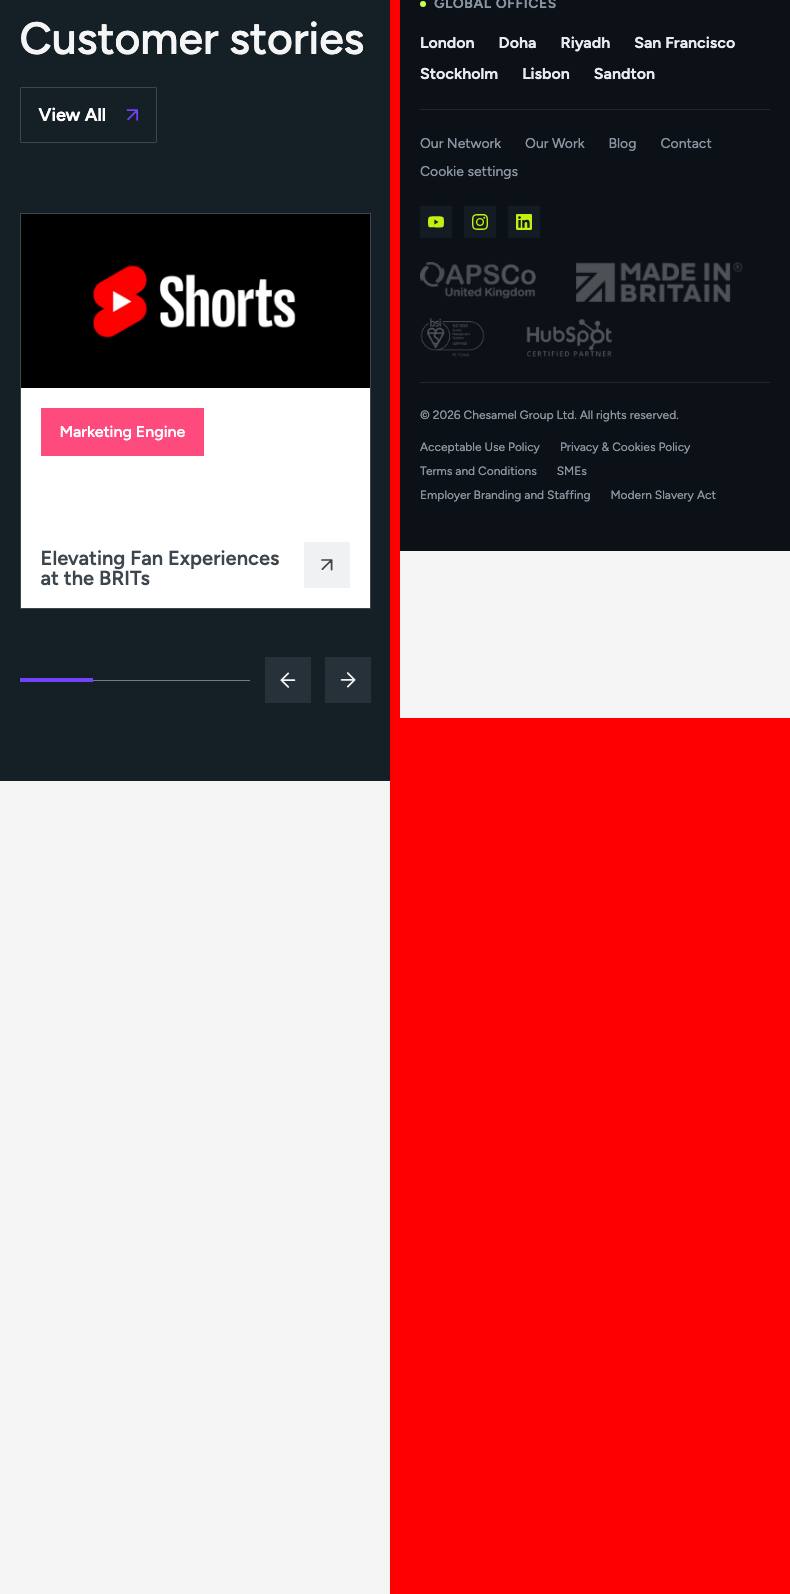 Customer stories
View All
Shorts
Marketing Engine
Elevating Fan Experiences
at the BRITs
GLOBAL OFFICES
London Doha Riyadh San Francisco
Stockholm Lisbon Sandton
Our Network Our Work Blog Contact
Cookie settings
APSCo
United Kingdom
MADE IN
BRITAIN®
bsi
HubSpot
CERTIFIED PARTNER
© 2026 Chesamel Group Ltd. All rights reserved.
Acceptable Use Policy Privacy & Cookies Policy
Terms and Conditions SMEs
Employer Branding and Staffing Modern Slavery Act